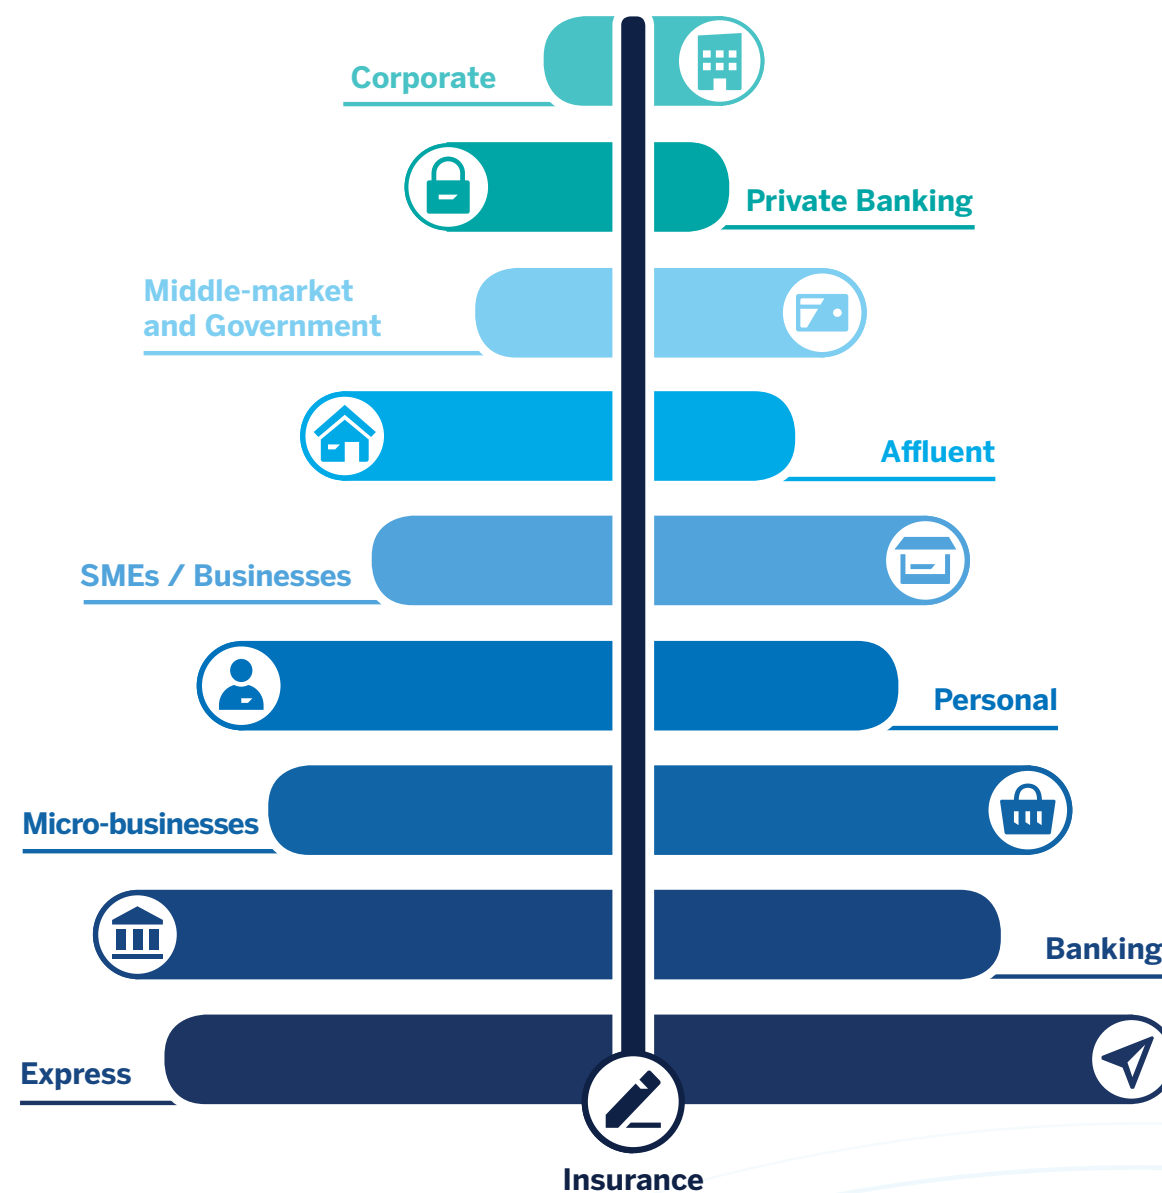 Corporate
Private Banking
Middle-market
and Government
Affluent
SMEs / Businesses
Personal
Micro-businesses
Banking
Express
Insurance